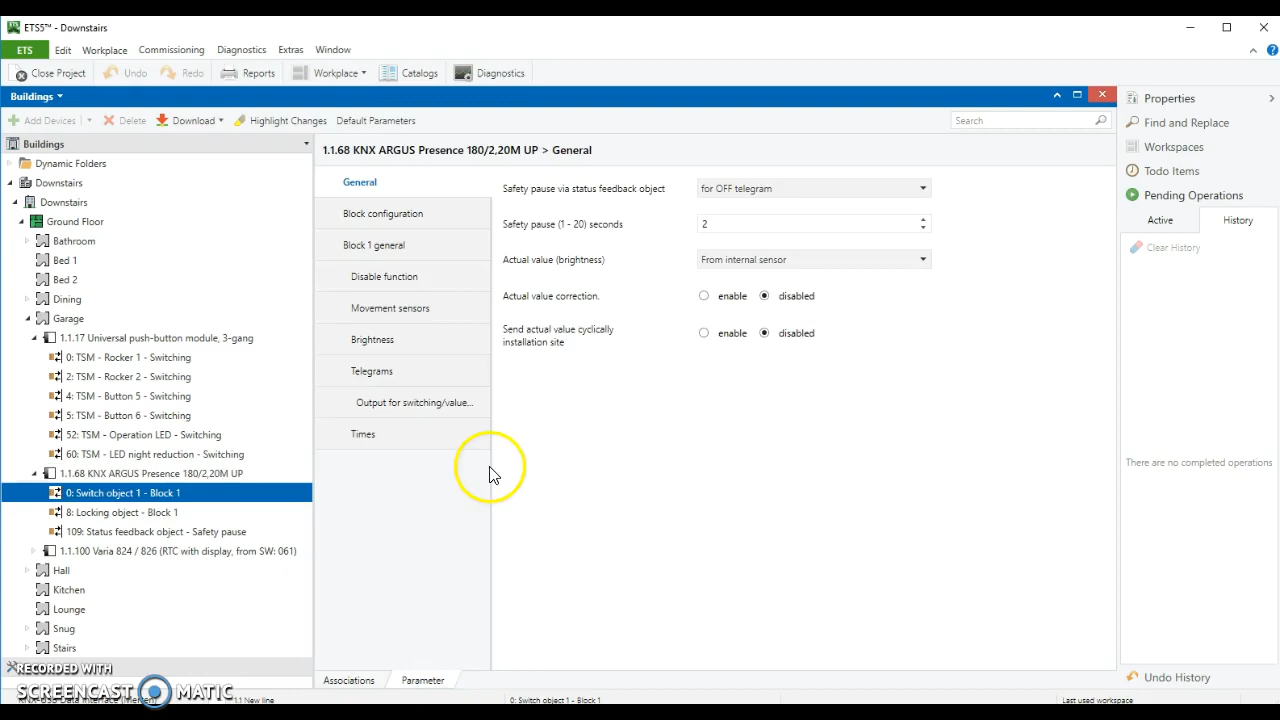 ETS5™ - Downstairs
ETS Edit Workplace Commissioning Diagnostics Extras Window
Close Project Undo Redo Reports Workplace Catalogs Diagnostics
Buildings
Add Devices Delete Download Highlight Changes Default Parameters Search
Buildings
Dynamic Folders
Downstairs
Downstairs
Ground Floor
Bathroom
Bed 1
Bed 2
Dining
Garage
1.1.17 Universal push-button module, 3-gang
0: TSM - Rocker 1 - Switching
2: TSM - Rocker 2 - Switching
4: TSM - Button 5 - Switching
5: TSM - Button 6 - Switching
52: TSM - Operation LED - Switching
60: TSM - LED night reduction - Switching
1.1.68 KNX ARGUS Presence 180/2,20M UP
0: Switch object 1 - Block 1
8: Locking object - Block 1
109: Status feedback object - Safety pause
1.1.100 Varia 824 / 826 (RTC with display, from SW: 061)
Hall
Kitchen
Lounge
Snug
Stairs
1.1.68 KNX ARGUS Presence 180/2,20M UP > General
General
Block configuration
Block 1 general
Disable function
Movement sensors
Brightness
Telegrams
Output for switching/value...
Times
Safety pause via status feedback object for OFF telegram
Safety pause (1 - 20) seconds 2
Actual value (brightness) From internal sensor
Actual value correction. enable disabled
Send actual value cyclically
installation site enable disabled
Associations Parameter
Properties
Find and Replace
Workspaces
Todo Items
Pending Operations
Active History
Clear History
There are no completed operations
Undo History
RECORDED WITH
SCREENCAST MATIC
1.1 New line 0: Switch object 1 - Block 1 Last used workspace